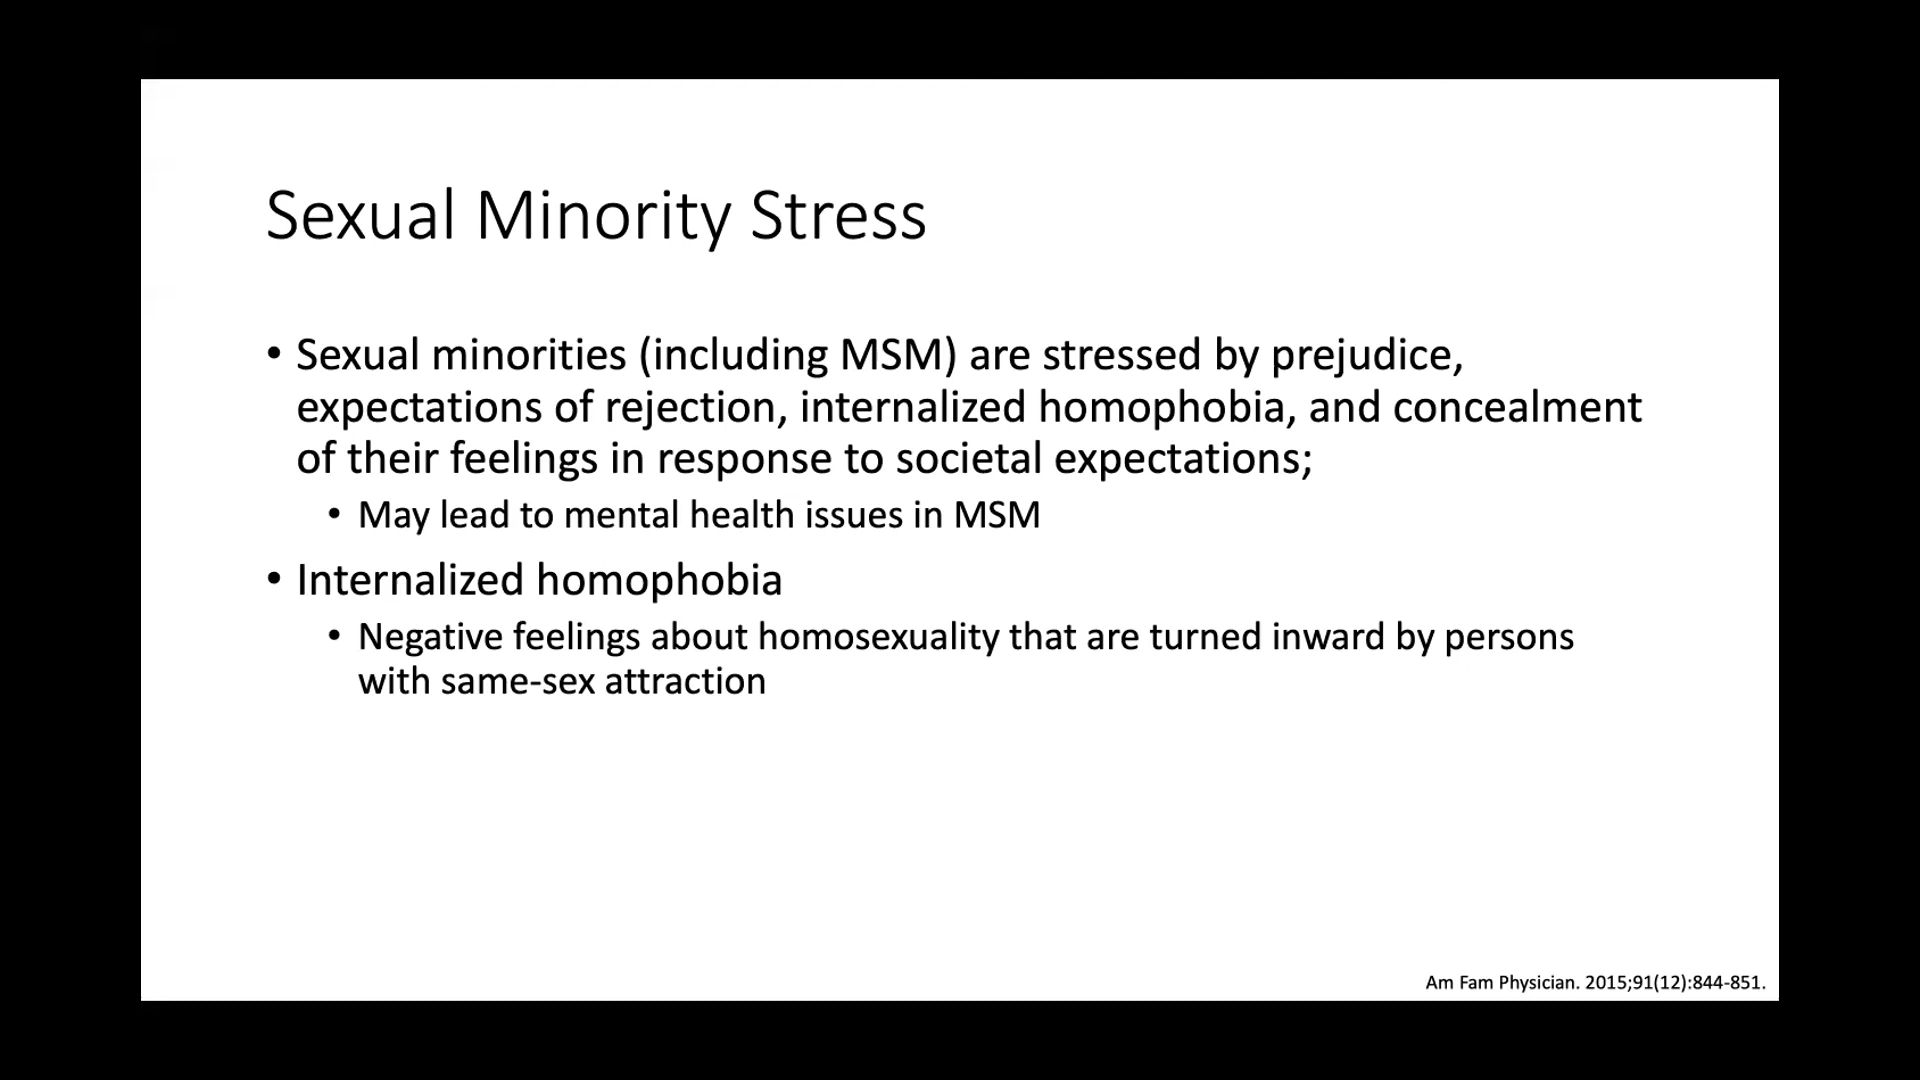 Sexual Minority Stress
• Sexual minorities (including MSM) are stressed by prejudice,
expectations of rejection, internalized homophobia, and concealment
of their feelings in response to societal expectations;
• May lead to mental health issues in MSM
• Internalized homophobia
• Negative feelings about homosexuality that are turned inward by persons
with same-sex attraction
Am Fam Physician. 2015;91(12):844-851.